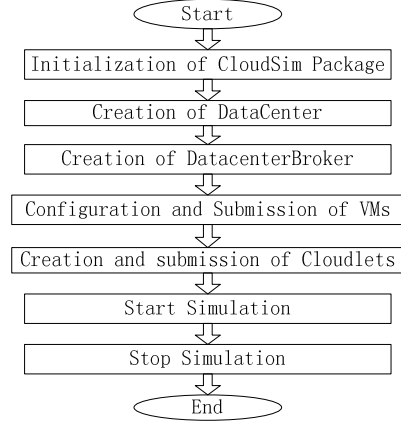 Start
Initialization of CloudSim Package
Creation of DataCenter
Creation of DatacenterBroker
Configuration and Submission of VMs
Creation and submission of Cloudlets
Start Simulation
Stop Simulation
End